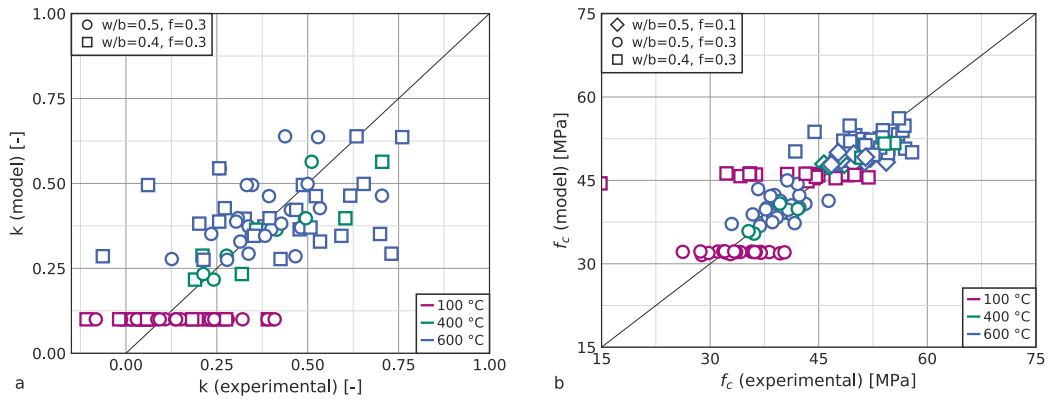 1.00
0.75
0.50
0.25
0.00
k (model) [-]
w/b=0.5, f=0.3
w/b=0.4, f=0.3
100 °C
400 °C
600 °C
0.00 0.25 0.50 0.75 1.00
k (experimental) [-]
a
75
60
45
30
15
f_c (model) [MPa]
w/b=0.5, f=0.1
w/b=0.5, f=0.3
w/b=0.4, f=0.3
100 °C
400 °C
600 °C
15 30 45 60 75
f_c (experimental) [MPa]
b